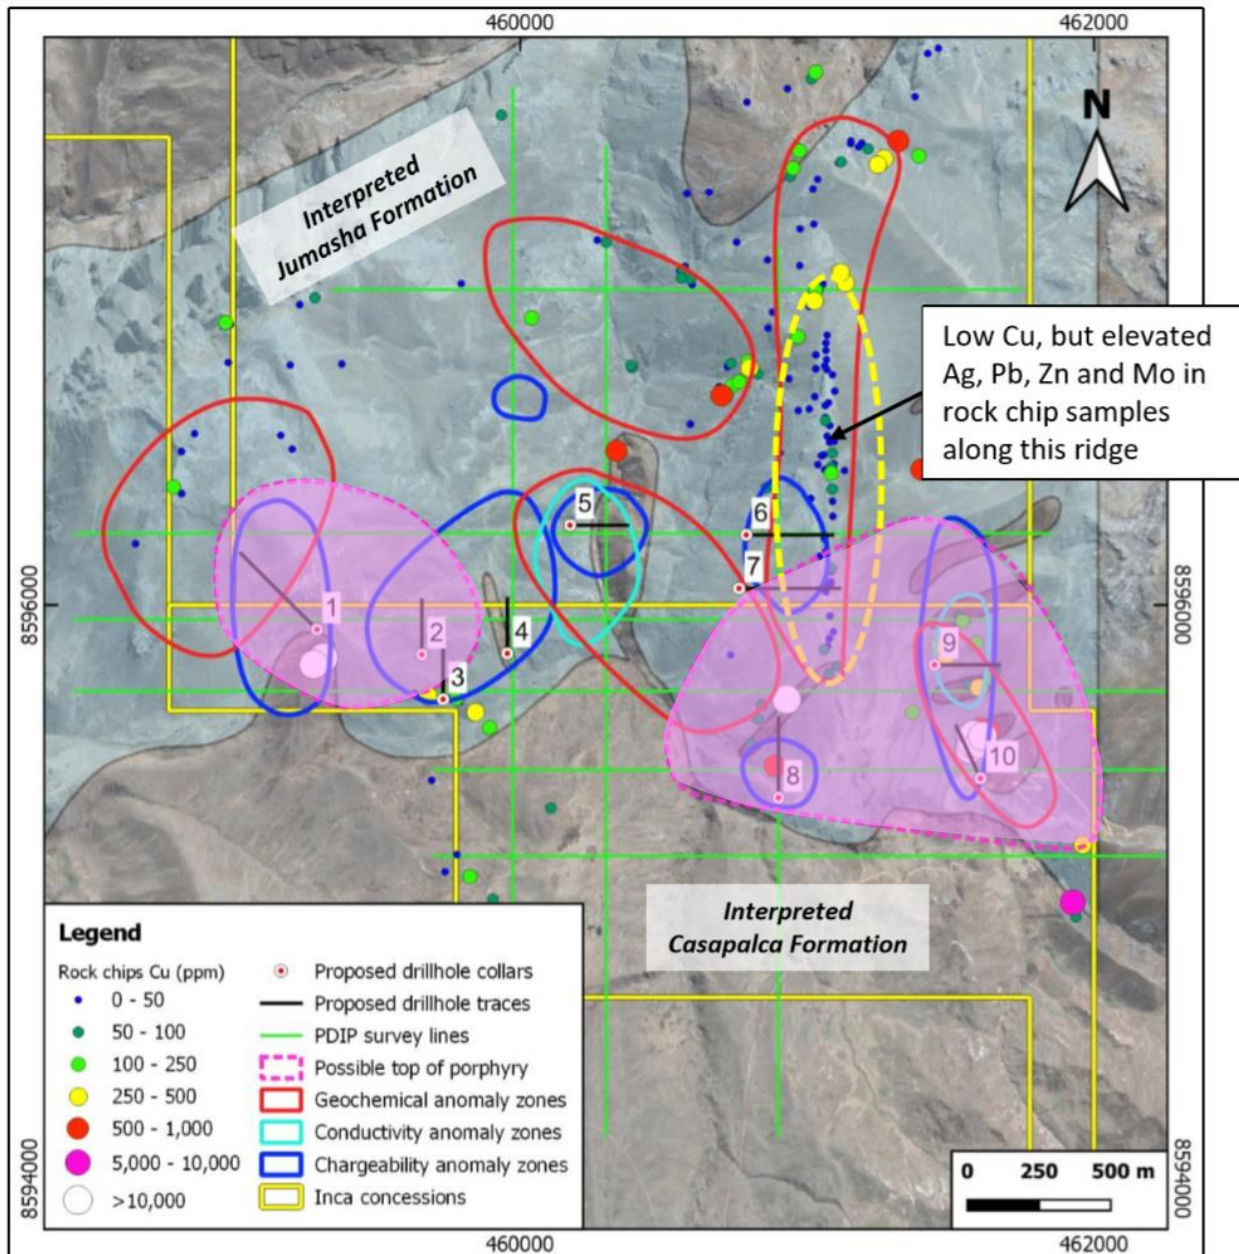 460000
462000
N
Interpreted
Jumasha Formation
Low Cu, but elevated
Ag, Pb, Zn and Mo in
rock chip samples
along this ridge
5
6
7
8596000
8596000
1
2
4
3
9
10
8
Interpreted
Casapalca Formation
Legend
Rock chips Cu (ppm)
0 - 50
50 - 100
100 - 250
250 - 500
500 - 1,000
5,000 - 10,000
>10,000
Proposed drillhole collars
Proposed drillhole traces
PDIP survey lines
Possible top of porphyry
Geochemical anomaly zones
Conductivity anomaly zones
Chargeability anomaly zones
Inca concessions
0 250 500 m
8594000
8594000
460000
462000